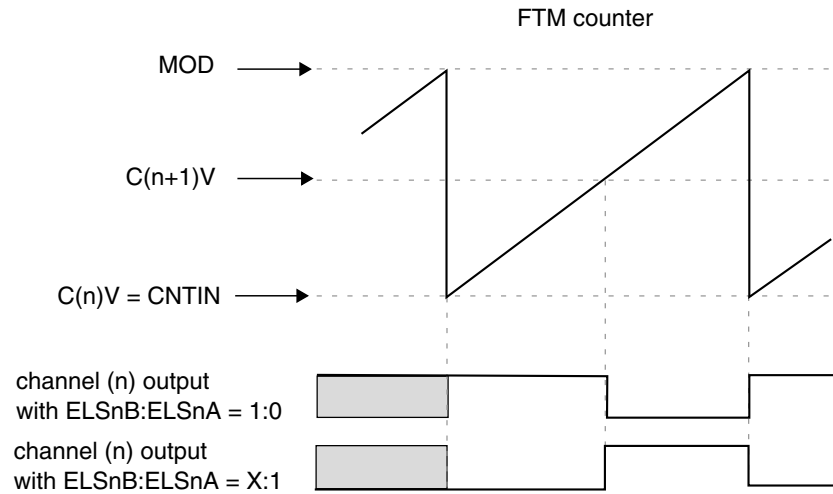 FTM counter
MOD
C(n+1)V
C(n)V = CNTIN
channel (n) output
with ELSnB:ELSnA = 1:0
channel (n) output
with ELSnB:ELSnA = X:1